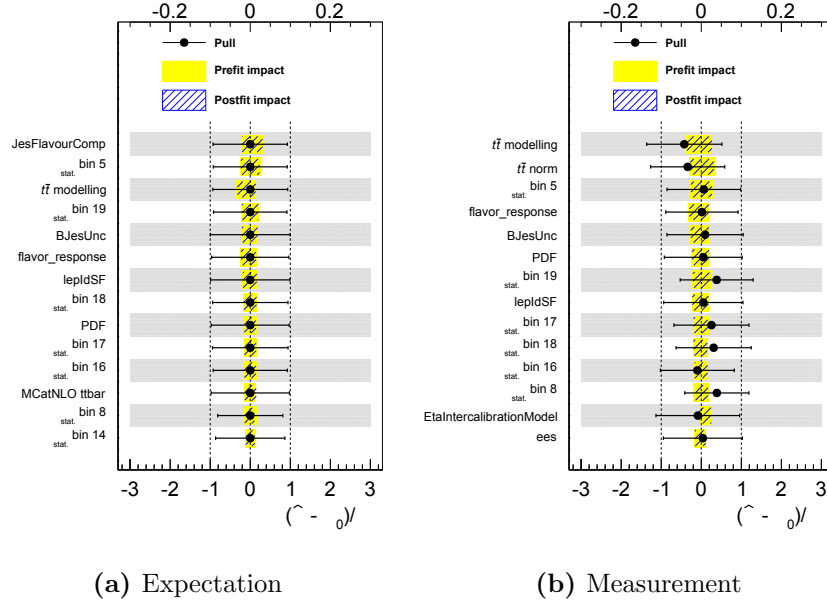 -0.2 0 0.2
Pull
Prefit impact
Postfit impact
JesFlavourComp
stat. bin 5
tt̄ modelling
stat. bin 19
BJesUnc
flavor_response
lepIdSF
stat. bin 18
PDF
stat. bin 17
stat. bin 16
MCatNLO ttbar
stat. bin 8
stat. bin 14
-3 -2 -1 0 1 2 3
(ˆ - ₀)/
(a) Expectation
-0.2 0 0.2
Pull
Prefit impact
Postfit impact
tt̄ modelling
tt̄ norm
stat. bin 5
flavor_response
BJesUnc
PDF
stat. bin 19
lepIdSF
stat. bin 17
stat. bin 18
stat. bin 16
stat. bin 8
EtaIntercalibrationModel
ees
-3 -2 -1 0 1 2 3
(ˆ - ₀)/
(b) Measurement